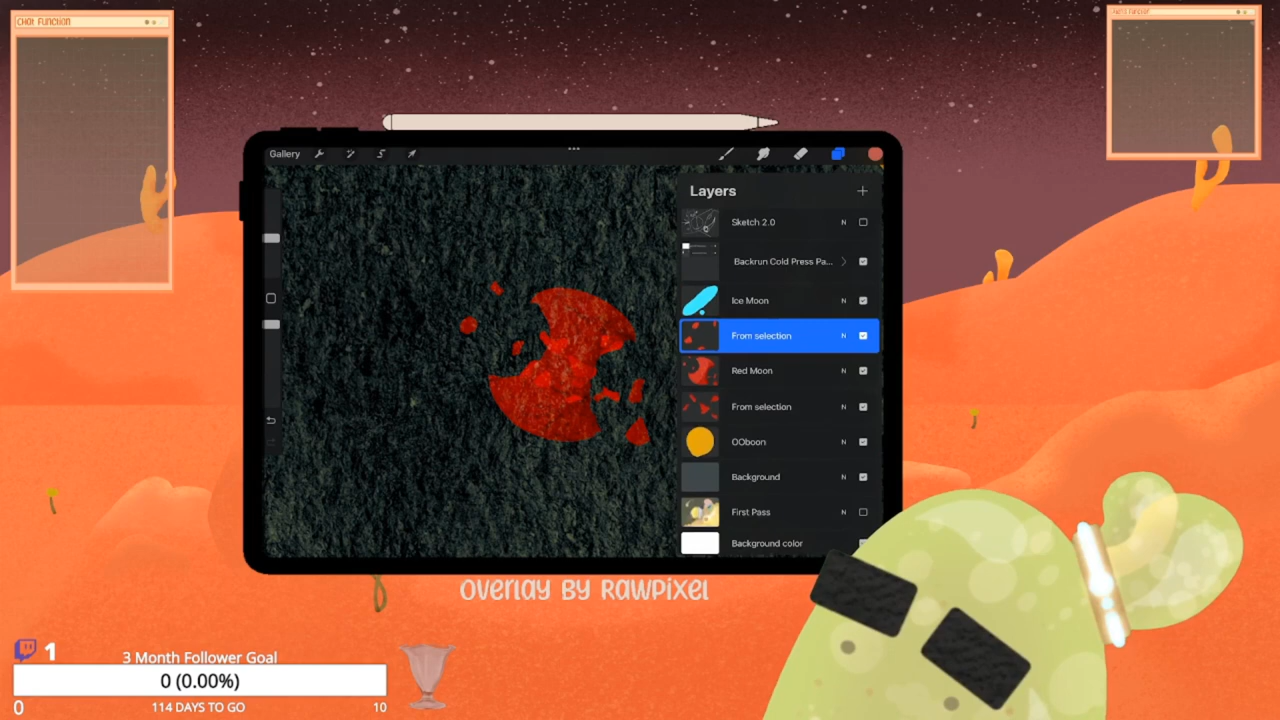 Chat Function
Gallery
Layers
Sketch 2.0 N
Backrun Cold Press Pa...
Ice Moon N
From selection N
Red Moon N
From selection N
OOboon N
Background N
First Pass N
Background color
Overlay by Rawpixel
1
3 Month Follower Goal
0 (0.00%)
0 114 DAYS TO GO 10